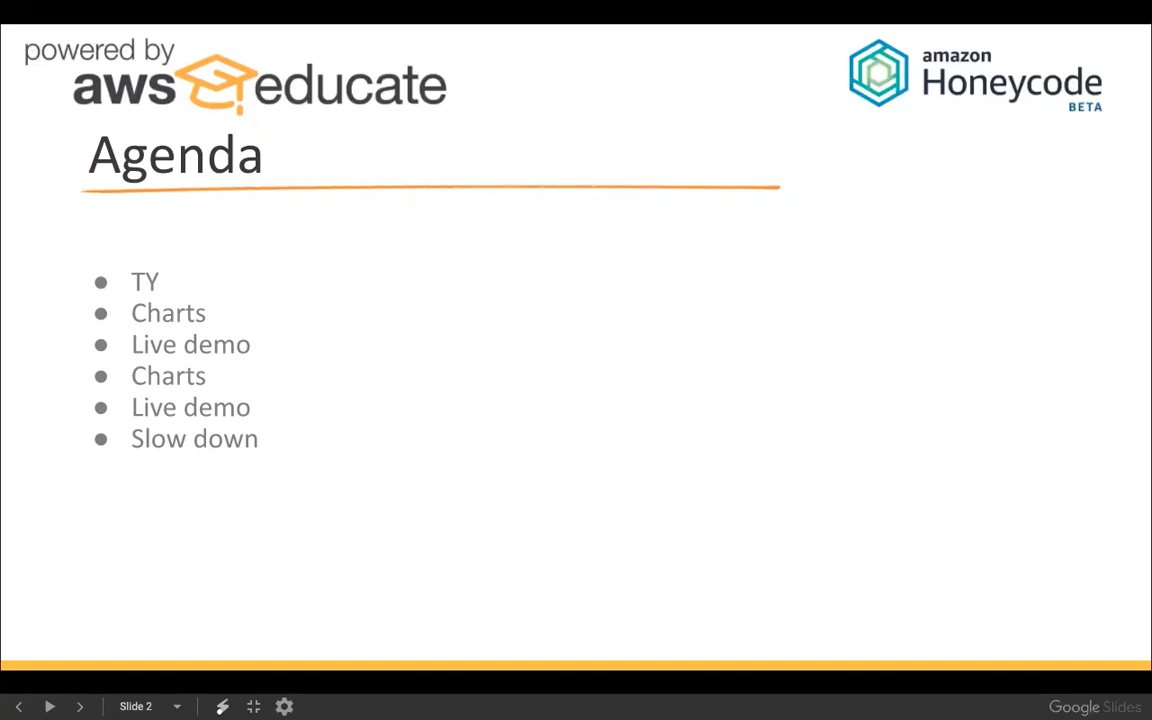 powered by
aws educate
amazon
Honeycode
BETA
Agenda
● TY
● Charts
● Live demo
● Charts
● Live demo
● Slow down
Slide 2
Google Slides